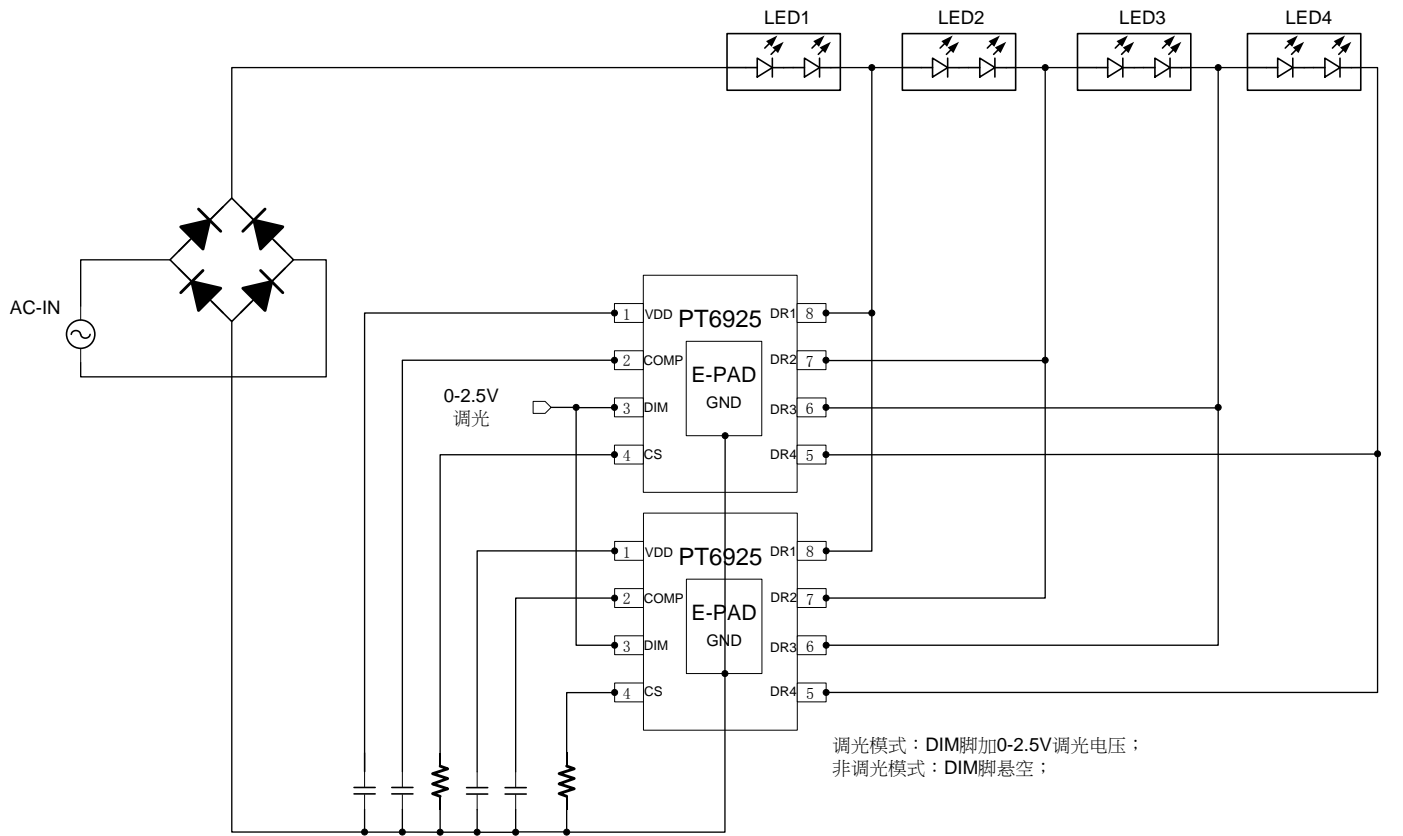 LED1 LED2 LED3 LED4
AC-IN
0-2.5V
调光
1 VDD PT6925 DR1 8
2 COMP DR2 7
E-PAD
3 DIM GND DR3 6
4 CS DR4 5
1 VDD PT6925 DR1 8
2 COMP DR2 7
E-PAD
3 DIM GND DR3 6
4 CS DR4 5
调光模式：DIM脚加0-2.5V调光电压；
非调光模式：DIM脚悬空；